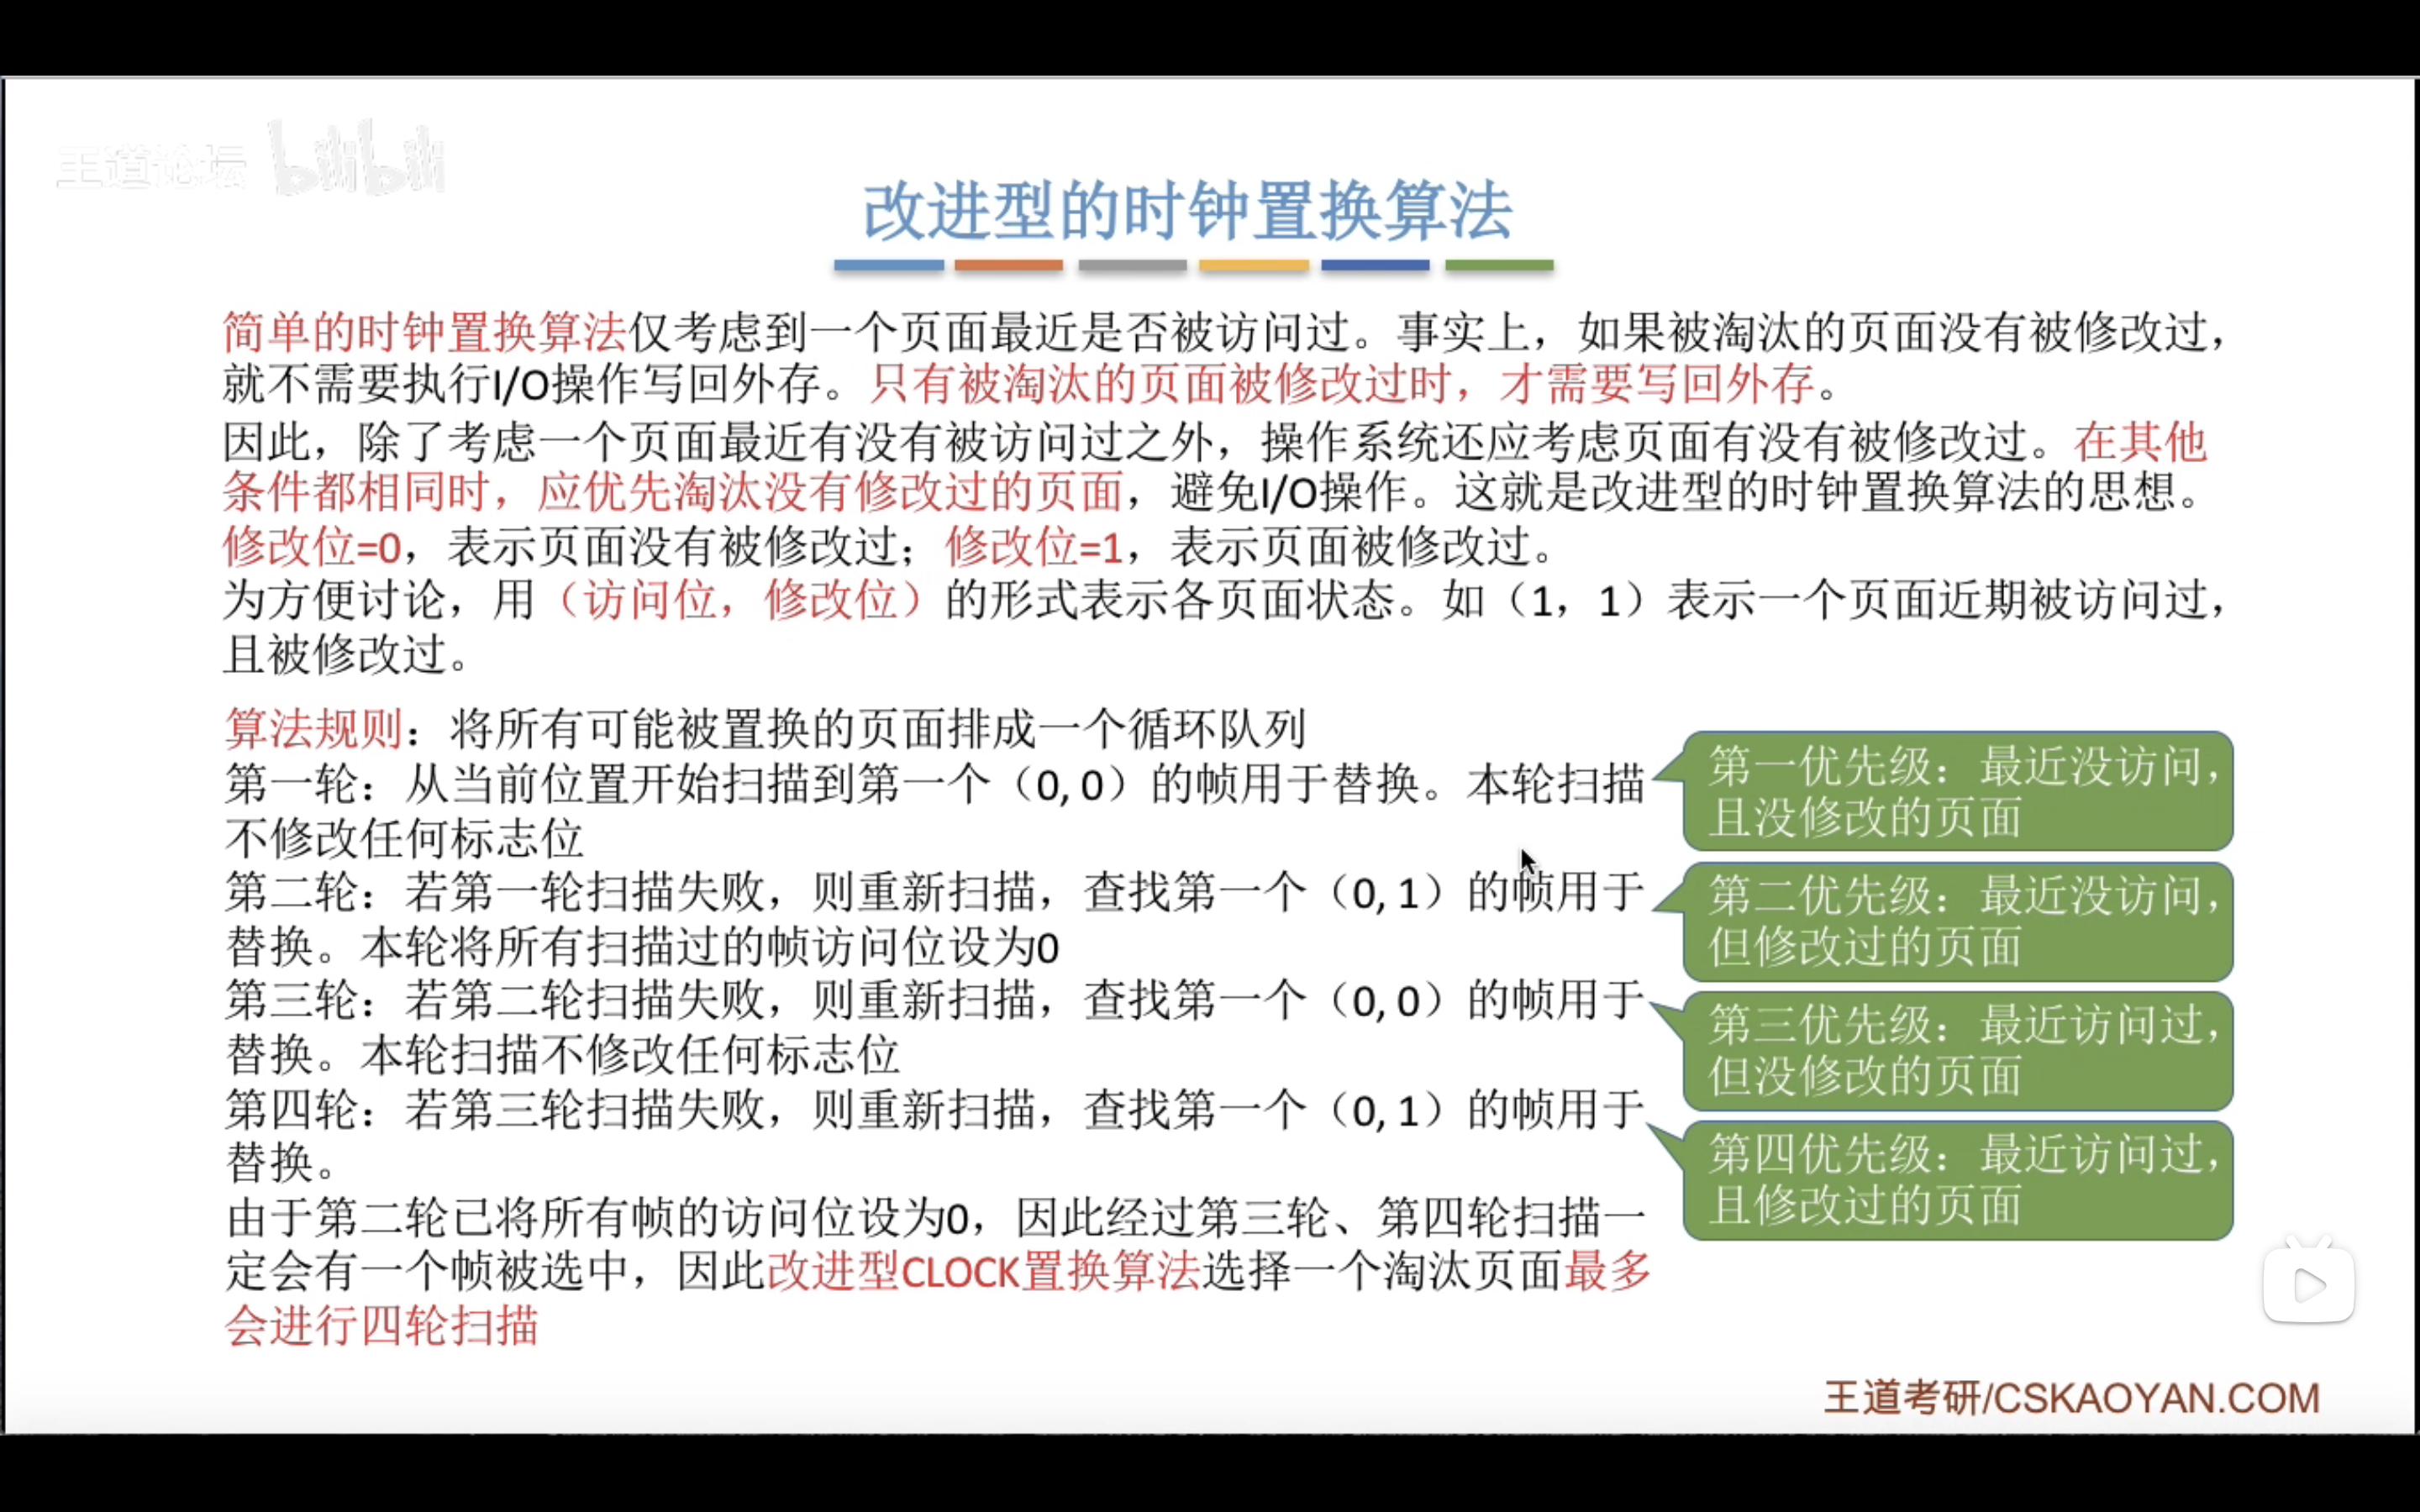 王道论坛 bilibili
改进型的时钟置换算法
简单的时钟置换算法仅考虑到一个页面最近是否被访问过。事实上，如果被淘汰的页面没有被修改过，
就不需要执行I/O操作写回外存。只有被淘汰的页面被修改过时，才需要写回外存。
因此，除了考虑一个页面最近有没有被访问过之外，操作系统还应考虑页面有没有被修改过。在其他
条件都相同时，应优先淘汰没有修改过的页面，避免I/O操作。这就是改进型的时钟置换算法的思想。
修改位=0，表示页面没有被修改过；修改位=1，表示页面被修改过。
为方便讨论，用（访问位，修改位）的形式表示各页面状态。如（1，1）表示一个页面近期被访问过，
且被修改过。
算法规则：将所有可能被置换的页面排成一个循环队列
第一轮：从当前位置开始扫描到第一个（0, 0）的帧用于替换。本轮扫描
不修改任何标志位
第二轮：若第一轮扫描失败，则重新扫描，查找第一个（0, 1）的帧用于
替换。本轮将所有扫描过的帧访问位设为0
第三轮：若第二轮扫描失败，则重新扫描，查找第一个（0, 0）的帧用于
替换。本轮扫描不修改任何标志位
第四轮：若第三轮扫描失败，则重新扫描，查找第一个（0, 1）的帧用于
替换。
由于第二轮已将所有帧的访问位设为0，因此经过第三轮、第四轮扫描一
定会有一个帧被选中，因此改进型CLOCK置换算法选择一个淘汰页面最多
会进行四轮扫描
第一优先级：最近没访问，
且没修改的页面
第二优先级：最近没访问，
但修改过的页面
第三优先级：最近访问过，
但没修改的页面
第四优先级：最近访问过，
且修改过的页面
王道考研/CSKAOYAN.COM